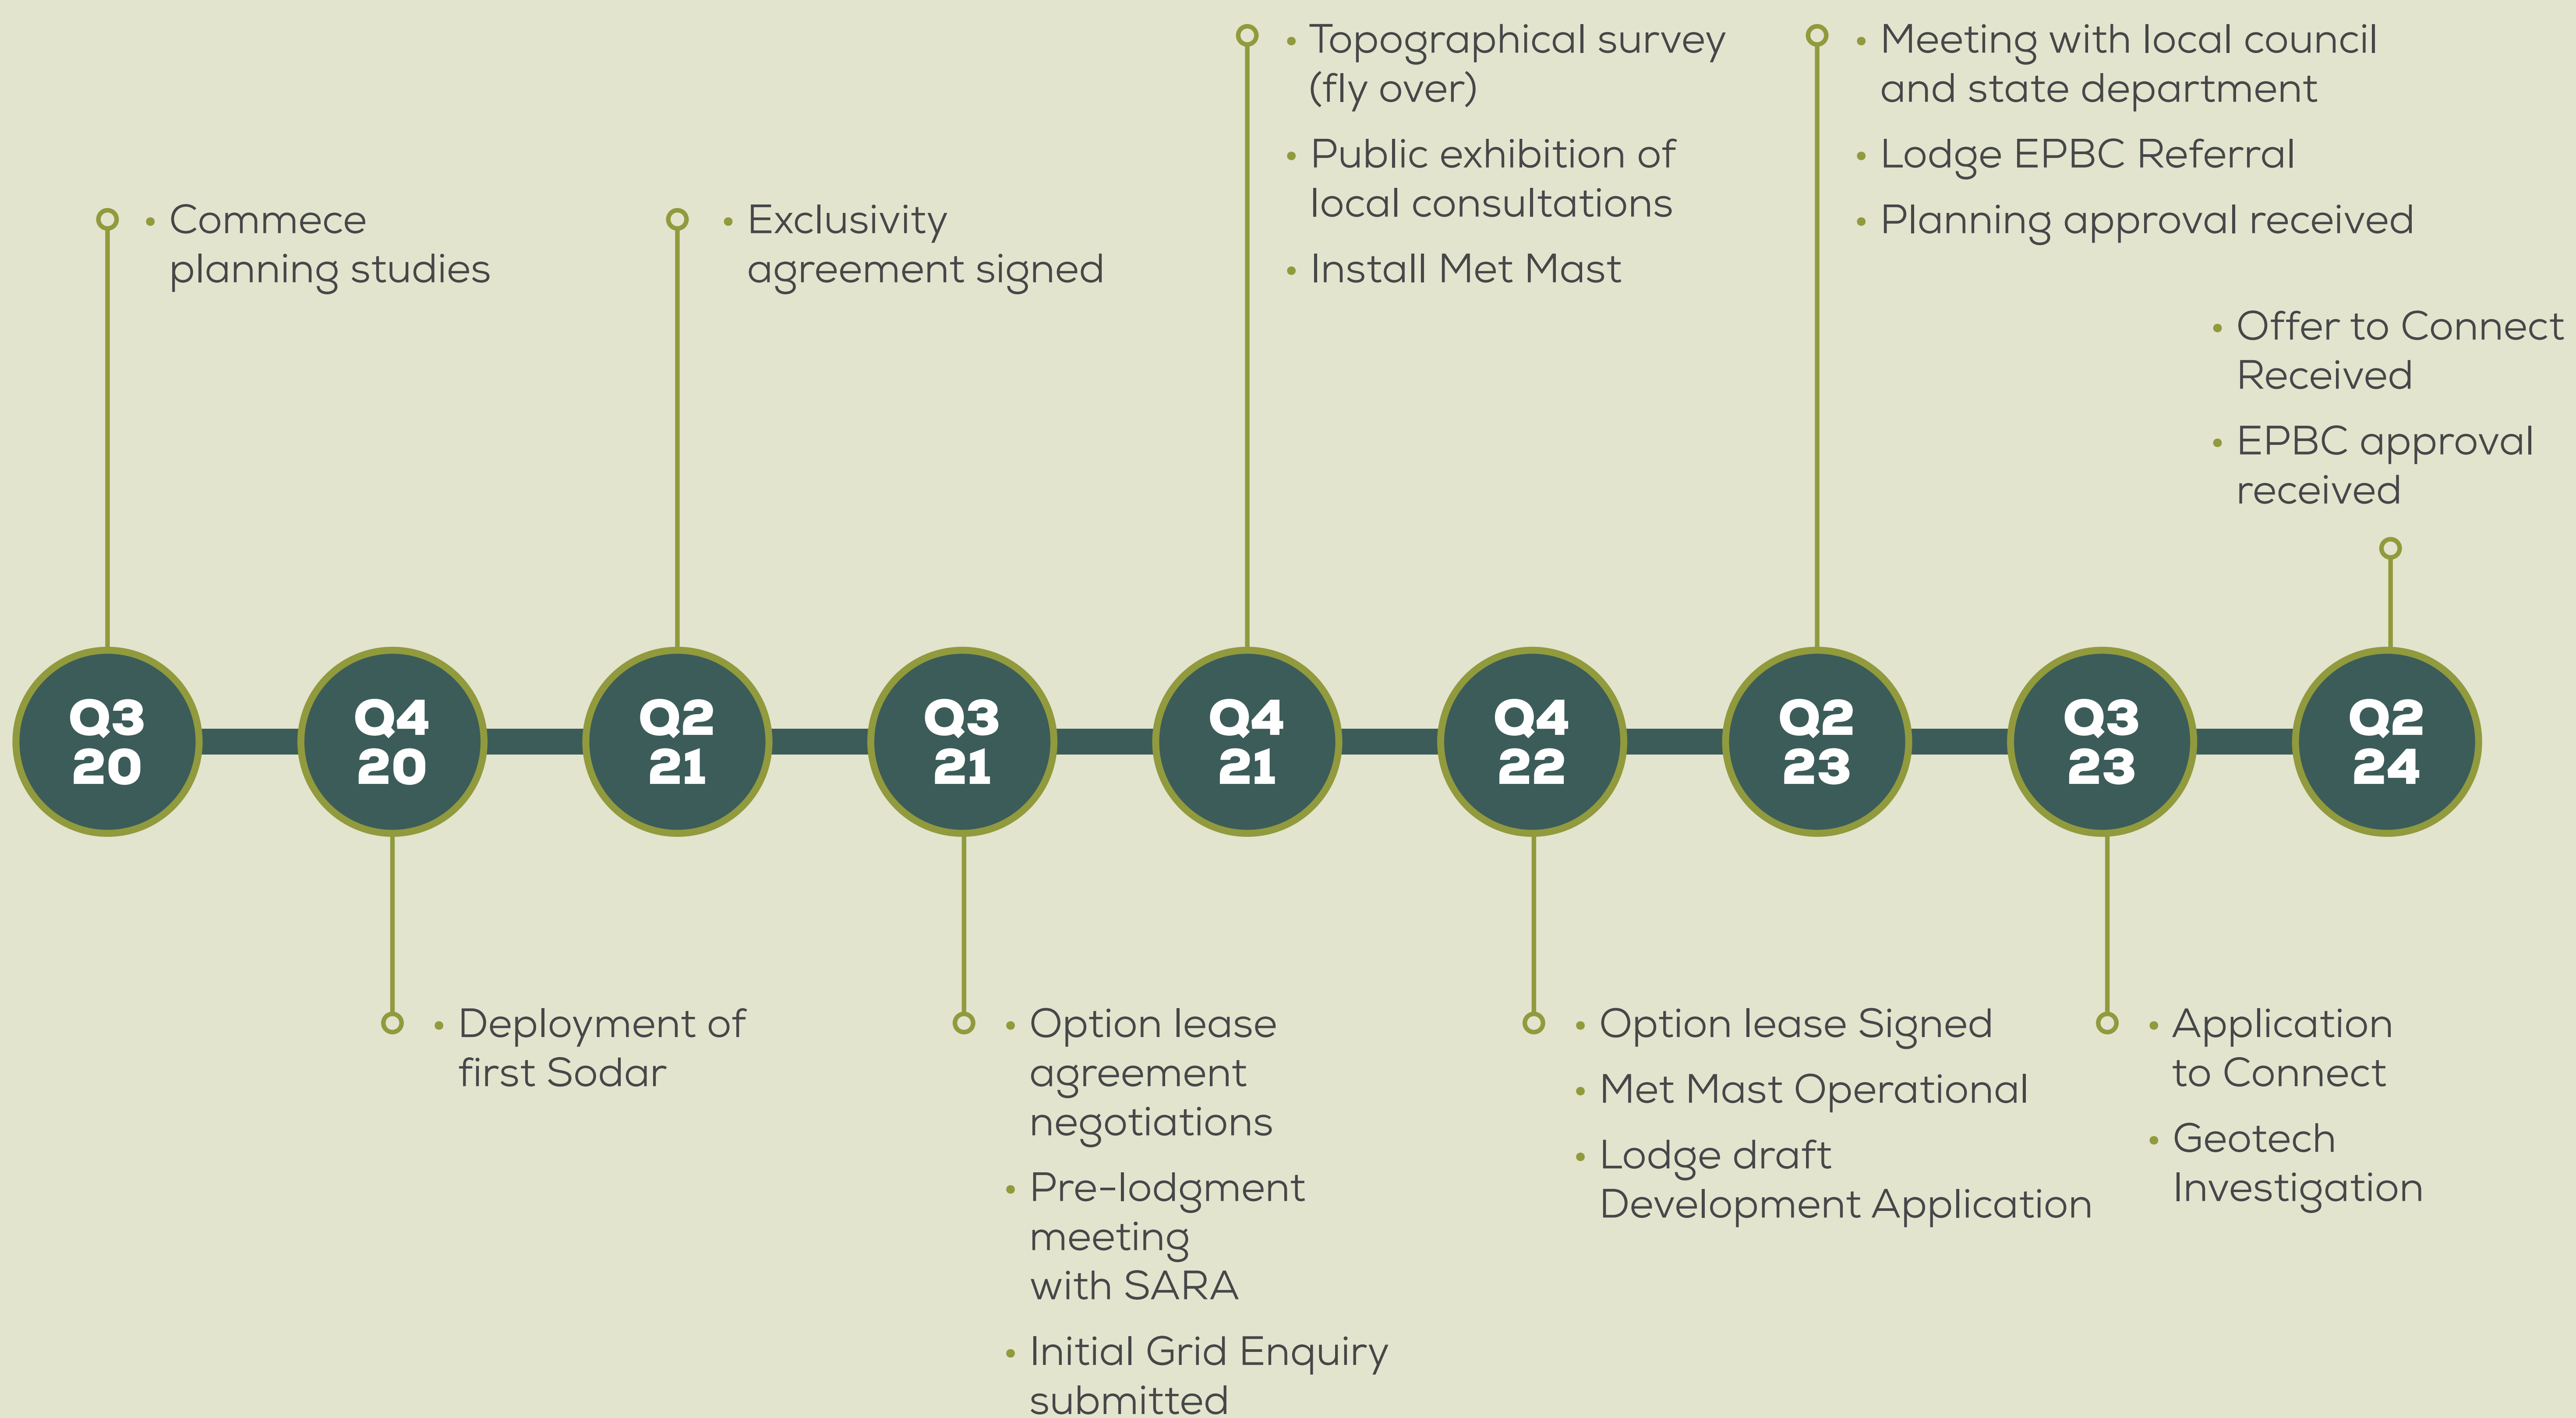 • Topographical survey
(fly over)
• Public exhibition of
local consultations
• Install Met Mast
• Meeting with local council
and state department
• Lodge EPBC Referral
• Planning approval received
• Commece
planning studies
• Exclusivity
agreement signed
• Offer to Connect
Received
• EPBC approval
received
Q3
20
Q4
20
Q2
21
Q3
21
Q4
21
Q4
22
Q2
23
Q3
23
Q2
24
• Deployment of
first Sodar
• Option lease
agreement
negotiations
• Pre-lodgment
meeting
with SARA
• Initial Grid Enquiry
submitted
• Option lease Signed
• Met Mast Operational
• Lodge draft
Development Application
• Application
to Connect
• Geotech
Investigation